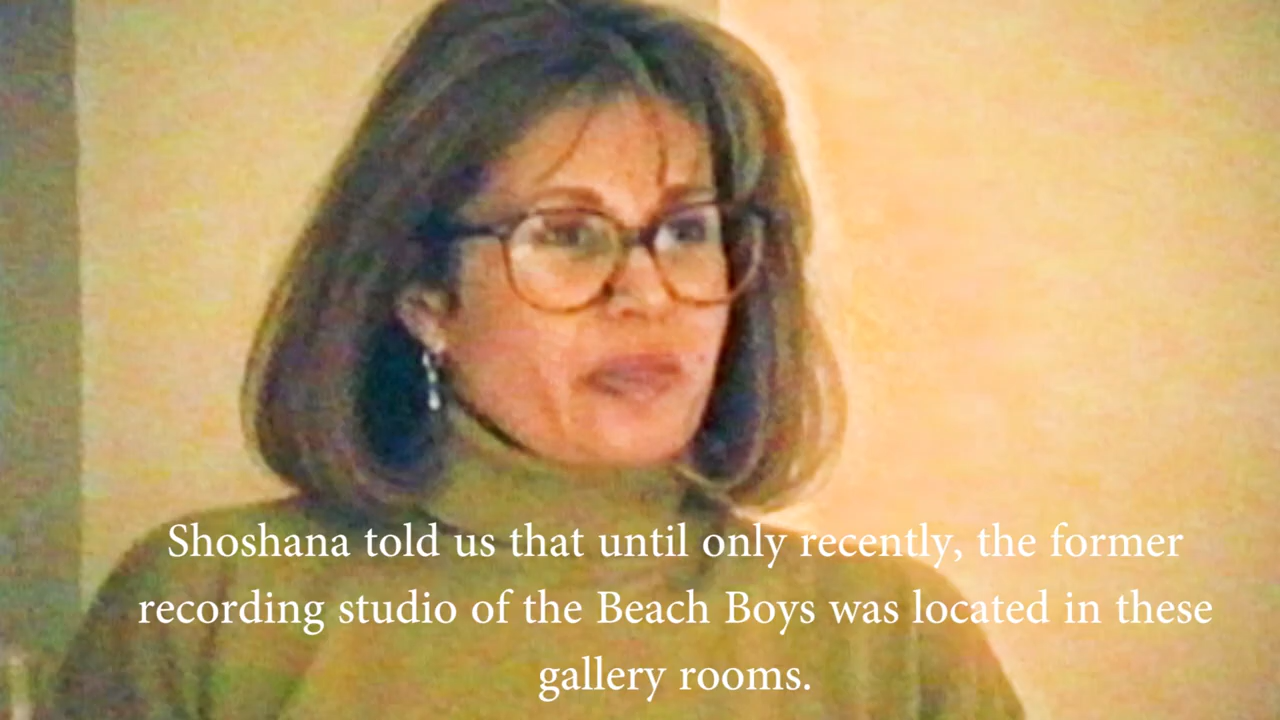 Shoshana told us that until only recently, the former
recording studio of the Beach Boys was located in these
gallery rooms.